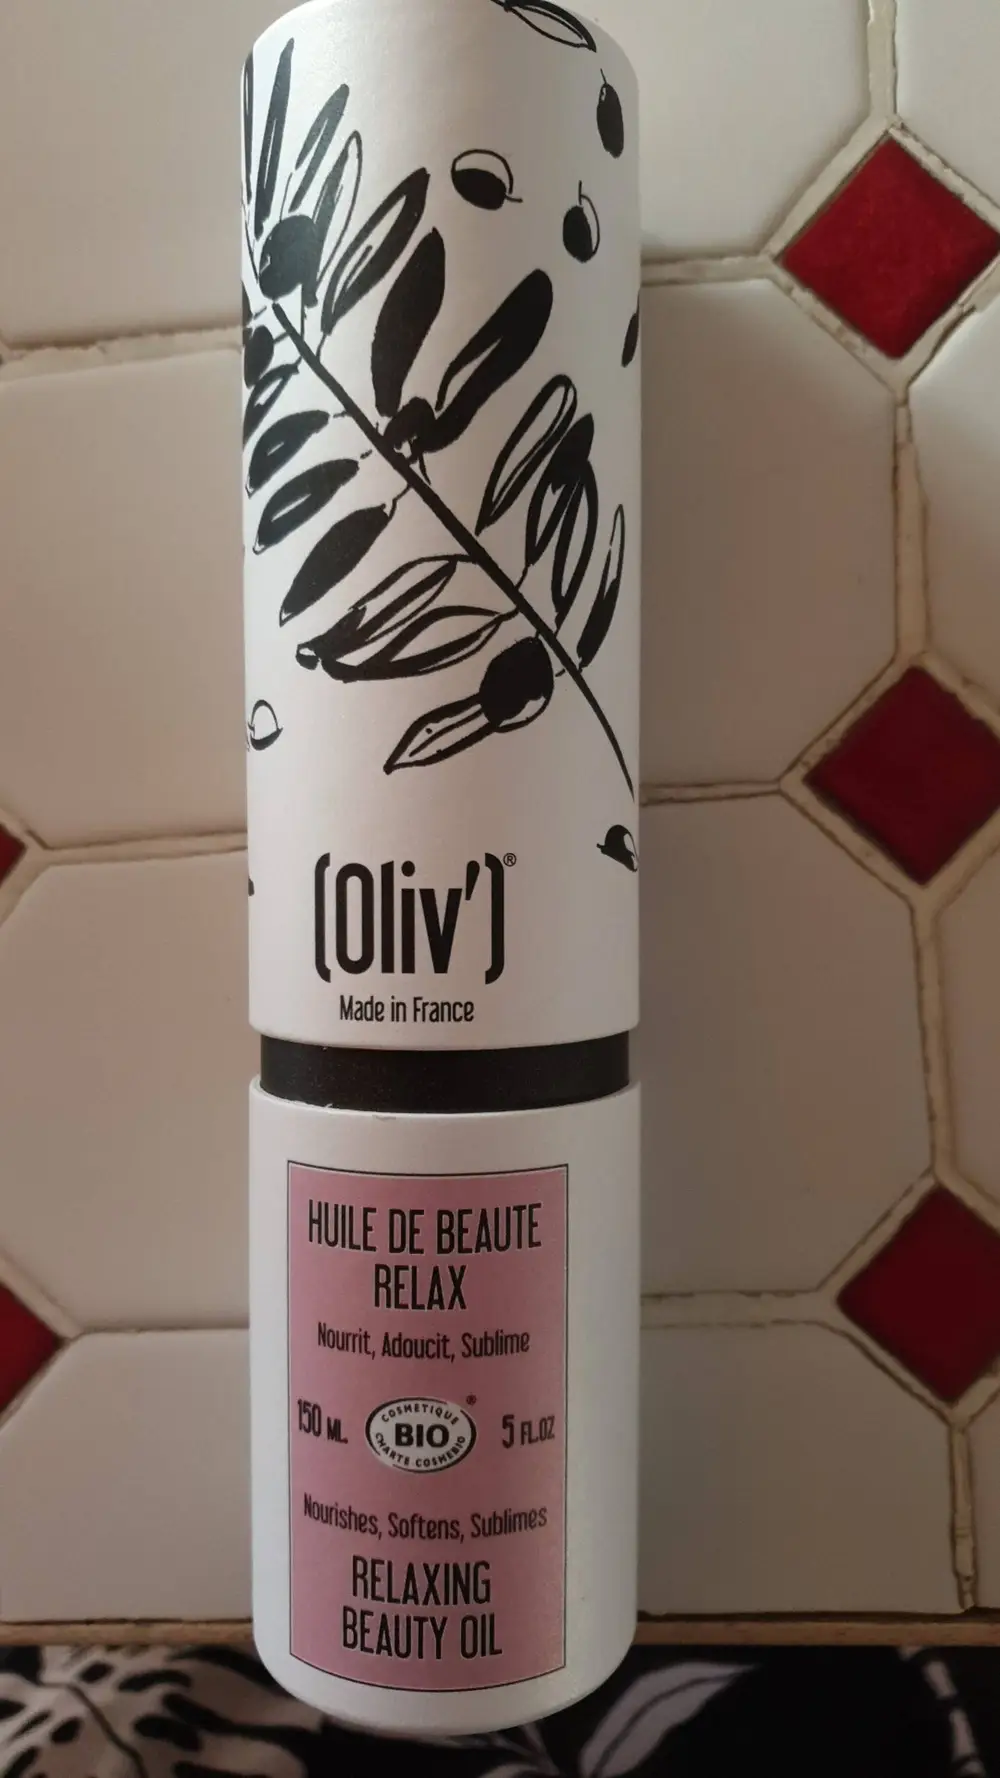 (Oliv')®
Made in France
HUILE DE BEAUTE
RELAX
Nourrit, Adoucit, Sublime
150 ML
COSMETIQUE
BIO
CHARTE COSMEBIO
®
5 FL.OZ
Nourishes, Softens, Sublimes
RELAXING
BEAUTY OIL